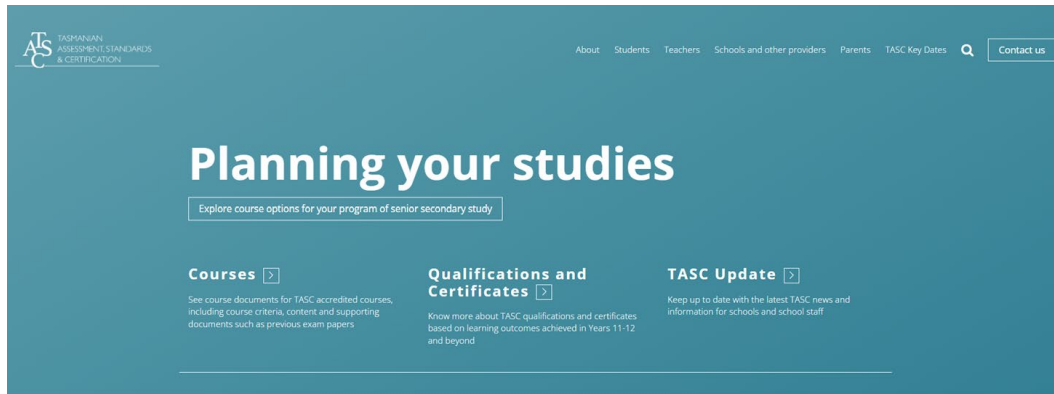 TASC
TASMANIAN
ASSESSMENT, STANDARDS
& CERTIFICATION
About Students Teachers Schools and other providers Parents TASC Key Dates Contact us
Planning your studies
Explore course options for your program of senior secondary study
Courses
See course documents for TASC accredited courses,
including course criteria, content and supporting
documents such as previous exam papers
Qualifications and
Certificates
Know more about TASC qualifications and certificates
based on learning outcomes achieved in Years 11-12
and beyond
TASC Update
Keep up to date with the latest TASC news and
information for schools and school staff